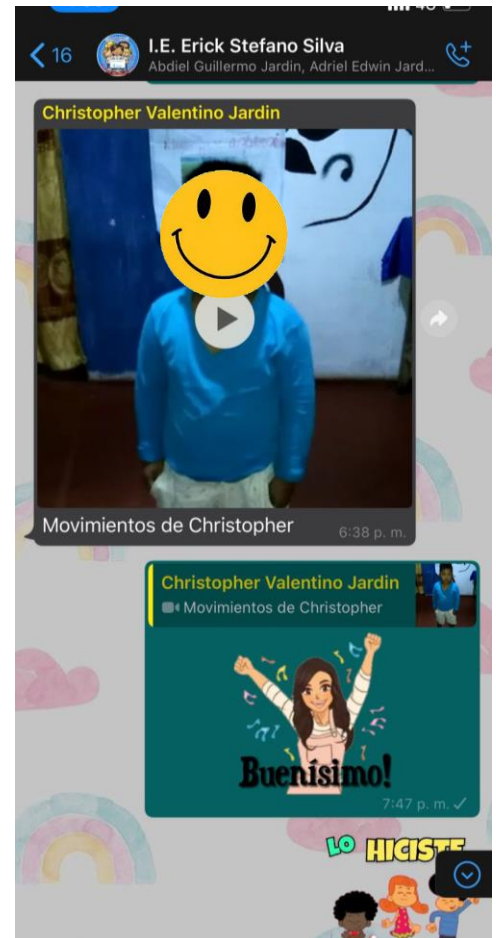 16
I.E. Erick Stefano Silva
Abdiel Guillermo Jardin, Adriel Edwin Jard...
Christopher Valentino Jardin
Movimientos de Christopher
6:38 p. m.
Christopher Valentino Jardin
Movimientos de Christopher
Buenísimo!
7:47 p. m.
LO HICISTE